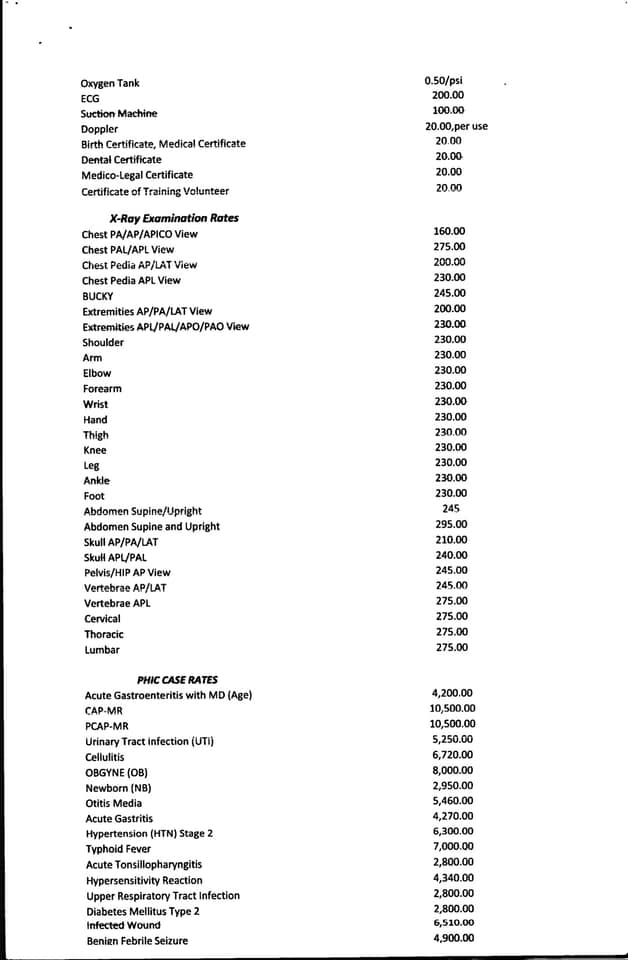 Oxygen Tank 0.50/psi
ECG 200.00
Suction Machine 100.00
Doppler 20.00,per use
Birth Certificate, Medical Certificate 20.00
Dental Certificate 20.00
Medico-Legal Certificate 20.00
Certificate of Training Volunteer 20.00
X-Ray Examination Rates
Chest PA/AP/APICO View 160.00
Chest PAL/APL View 275.00
Chest Pedia AP/LAT View 200.00
Chest Pedia APL View 230.00
BUCKY 245.00
Extremities AP/PA/LAT View 200.00
Extremities APL/PAL/APO/PAO View 230.00
Shoulder 230.00
Arm 230.00
Elbow 230.00
Forearm 230.00
Wrist 230.00
Hand 230.00
Thigh 230.00
Knee 230.00
Leg 230.00
Ankle 230.00
Foot 230.00
Abdomen Supine/Upright 245
Abdomen Supine and Upright 295.00
Skull AP/PA/LAT 210.00
Skull APL/PAL 240.00
Pelvis/HIP AP View 245.00
Vertebrae AP/LAT 245.00
Vertebrae APL 275.00
Cervical 275.00
Thoracic 275.00
Lumbar 275.00
PHIC CASE RATES
Acute Gastroenteritis with MD (Age) 4,200.00
CAP-MR 10,500.00
PCAP-MR 10,500.00
Urinary Tract Infection (UTI) 5,250.00
Cellulitis 6,720.00
OBGYNE (OB) 8,000.00
Newborn (NB) 2,950.00
Otitis Media 5,460.00
Acute Gastritis 4,270.00
Hypertension (HTN) Stage 2 6,300.00
Typhoid Fever 7,000.00
Acute Tonsillopharyngitis 2,800.00
Hypersensitivity Reaction 4,340.00
Upper Respiratory Tract Infection 2,800.00
Diabetes Mellitus Type 2 2,800.00
Infected Wound 6,510.00
Benign Febrile Seizure 4,900.00